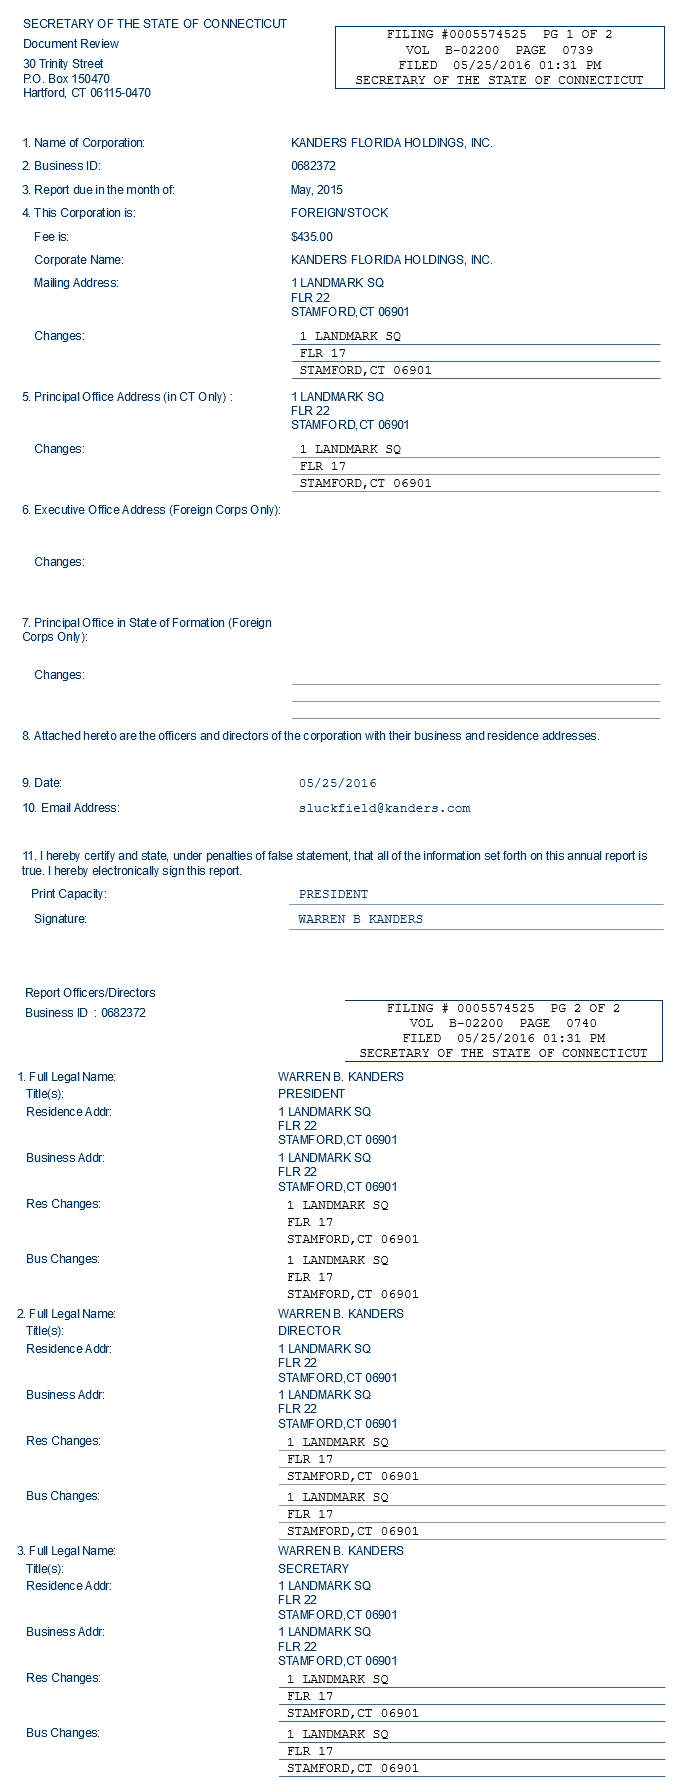 SECRETARY OF THE STATE OF CONNECTICUT
Document Review
30 Trinity Street
P.O. Box 150470
Hartford, CT 06115-0470
FILING #0005574525 PG 1 OF 2
VOL B-02200 PAGE 0739
FILED 05/25/2016 01:31 PM
SECRETARY OF THE STATE OF CONNECTICUT
1. Name of Corporation: KANDERS FLORIDA HOLDINGS, INC.
2. Business ID: 0682372
3. Report due in the month of: May, 2015
4. This Corporation is: FOREIGN/STOCK
Fee is: $435.00
Corporate Name: KANDERS FLORIDA HOLDINGS, INC.
Mailing Address: 1 LANDMARK SQ
FLR 22
STAMFORD,CT 06901
Changes: 1 LANDMARK SQ
FLR 17
STAMFORD,CT 06901
5. Principal Office Address (in CT Only) : 1 LANDMARK SQ
FLR 22
STAMFORD,CT 06901
Changes: 1 LANDMARK SQ
FLR 17
STAMFORD,CT 06901
6. Executive Office Address (Foreign Corps Only):
Changes:
7. Principal Office in State of Formation (Foreign
Corps Only):
Changes:
8. Attached hereto are the officers and directors of the corporation with their business and residence addresses.
9. Date: 05/25/2016
10. Email Address: sluckfield@kanders.com
11. I hereby certify and state, under penalties of false statement, that all of the information set forth on this annual report is
true. I hereby electronically sign this report.
Print Capacity: PRESIDENT
Signature: WARREN B KANDERS
Report Officers/Directors
Business ID : 0682372
FILING # 0005574525 PG 2 OF 2
VOL B-02200 PAGE 0740
FILED 05/25/2016 01:31 PM
SECRETARY OF THE STATE OF CONNECTICUT
1. Full Legal Name: WARREN B. KANDERS
Title(s): PRESIDENT
Residence Addr: 1 LANDMARK SQ
FLR 22
STAMFORD,CT 06901
Business Addr: 1 LANDMARK SQ
FLR 22
STAMFORD,CT 06901
Res Changes: 1 LANDMARK SQ
FLR 17
STAMFORD,CT 06901
Bus Changes: 1 LANDMARK SQ
FLR 17
STAMFORD,CT 06901
2. Full Legal Name: WARREN B. KANDERS
Title(s): DIRECTOR
Residence Addr: 1 LANDMARK SQ
FLR 22
STAMFORD,CT 06901
Business Addr: 1 LANDMARK SQ
FLR 22
STAMFORD,CT 06901
Res Changes: 1 LANDMARK SQ
FLR 17
STAMFORD,CT 06901
Bus Changes: 1 LANDMARK SQ
FLR 17
STAMFORD,CT 06901
3. Full Legal Name: WARREN B. KANDERS
Title(s): SECRETARY
Residence Addr: 1 LANDMARK SQ
FLR 22
STAMFORD,CT 06901
Business Addr: 1 LANDMARK SQ
FLR 22
STAMFORD,CT 06901
Res Changes: 1 LANDMARK SQ
FLR 17
STAMFORD,CT 06901
Bus Changes: 1 LANDMARK SQ
FLR 17
STAMFORD,CT 06901